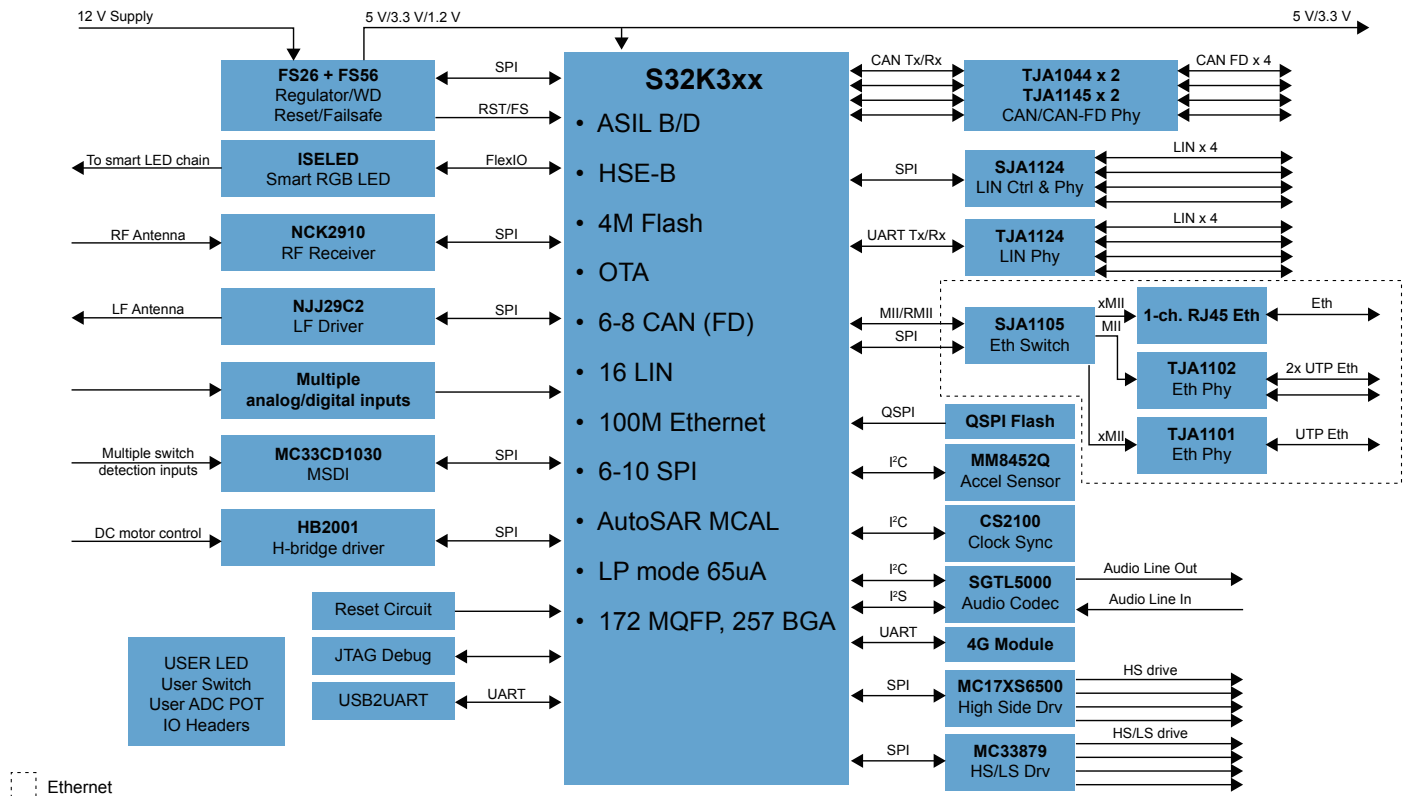 12 V Supply
5 V/3.3 V/1.2 V
5 V/3.3 V
FS26 + FS56
Regulator/WD
Reset/Failsafe
SPI
RST/FS
To smart LED chain
ISELED
Smart RGB LED
FlexIO
RF Antenna
NCK2910
RF Receiver
SPI
LF Antenna
NJJ29C2
LF Driver
SPI
Multiple
analog/digital inputs
Multiple switch
detection inputs
MC33CD1030
MSDI
SPI
DC motor control
HB2001
H-bridge driver
SPI
Reset Circuit
JTAG Debug
USB2UART
UART
USER LED
User Switch
User ADC POT
IO Headers
Ethernet
S32K3xx
• ASIL B/D
• HSE-B
• 4M Flash
• OTA
• 6-8 CAN (FD)
• 16 LIN
• 100M Ethernet
• 6-10 SPI
• AutoSAR MCAL
• LP mode 65uA
• 172 MQFP, 257 BGA
CAN Tx/Rx
TJA1044 x 2
TJA1145 x 2
CAN/CAN-FD Phy
CAN FD x 4
SPI
SJA1124
LIN Ctrl & Phy
LIN x 4
UART Tx/Rx
TJA1124
LIN Phy
LIN x 4
MII/RMII
SPI
SJA1105
Eth Switch
xMII
MII
xMII
1-ch. RJ45 Eth
Eth
TJA1102
Eth Phy
2x UTP Eth
TJA1101
Eth Phy
UTP Eth
QSPI
QSPI Flash
I²C
MM8452Q
Accel Sensor
I²C
CS2100
Clock Sync
I²C
I²S
SGTL5000
Audio Codec
Audio Line Out
Audio Line In
UART
4G Module
SPI
MC17XS6500
High Side Drv
HS drive
SPI
MC33879
HS/LS Drv
HS/LS drive